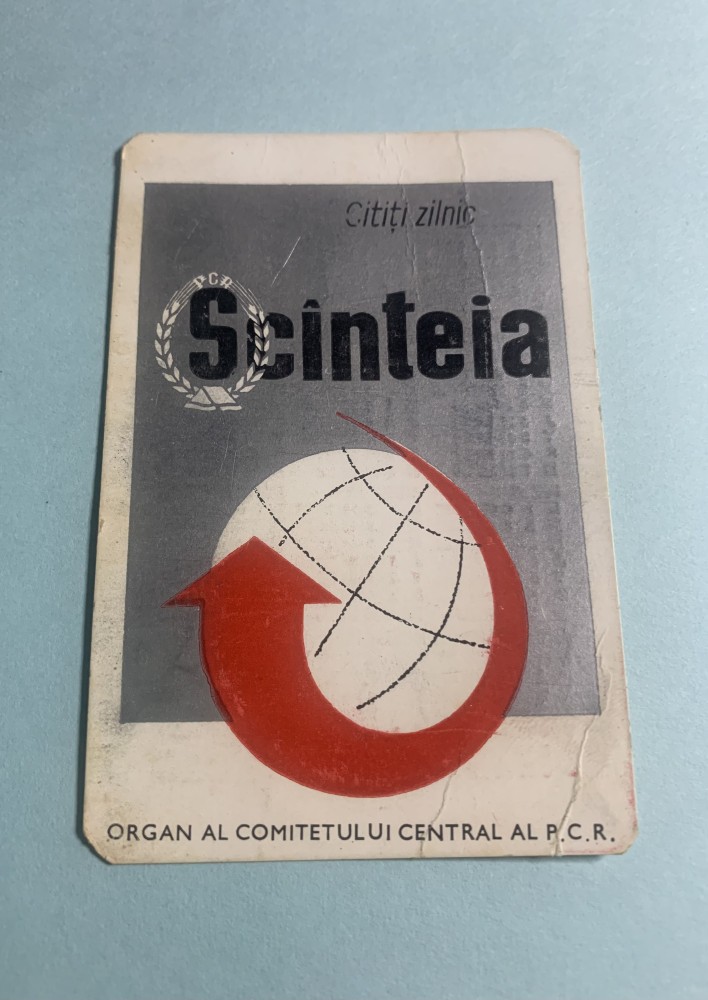 Citiți zilnic
PCR
Scînteia
ORGAN AL COMITETULUI CENTRAL AL P.C.R.